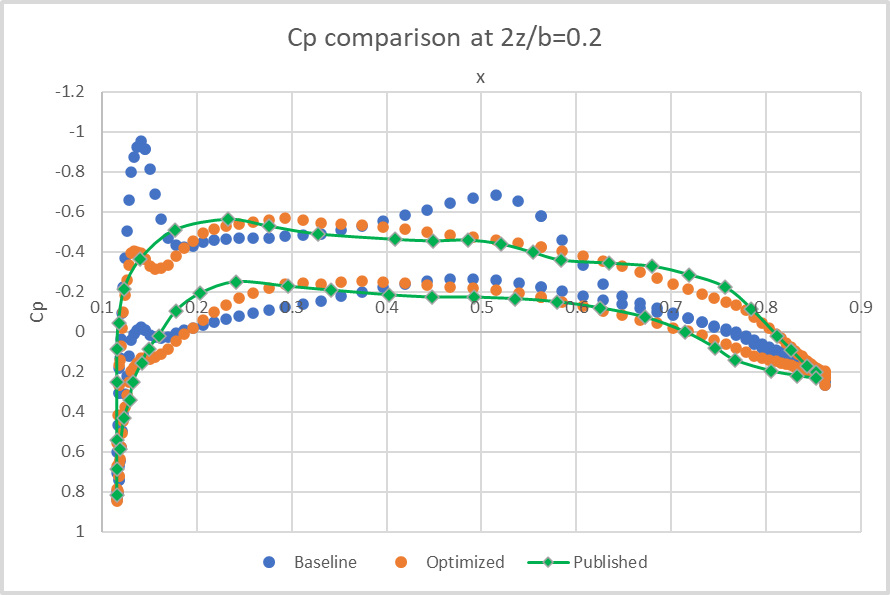 Cp comparison at 2z/b=0.2
x
-1.2
-1
-0.8
-0.6
-0.4
-0.2
0.1 0.2 0.3 0.4 0.5 0.6 0.7 0.8 0.9
Cp
0
0.2
0.4
0.6
0.8
1
Baseline Optimized Published